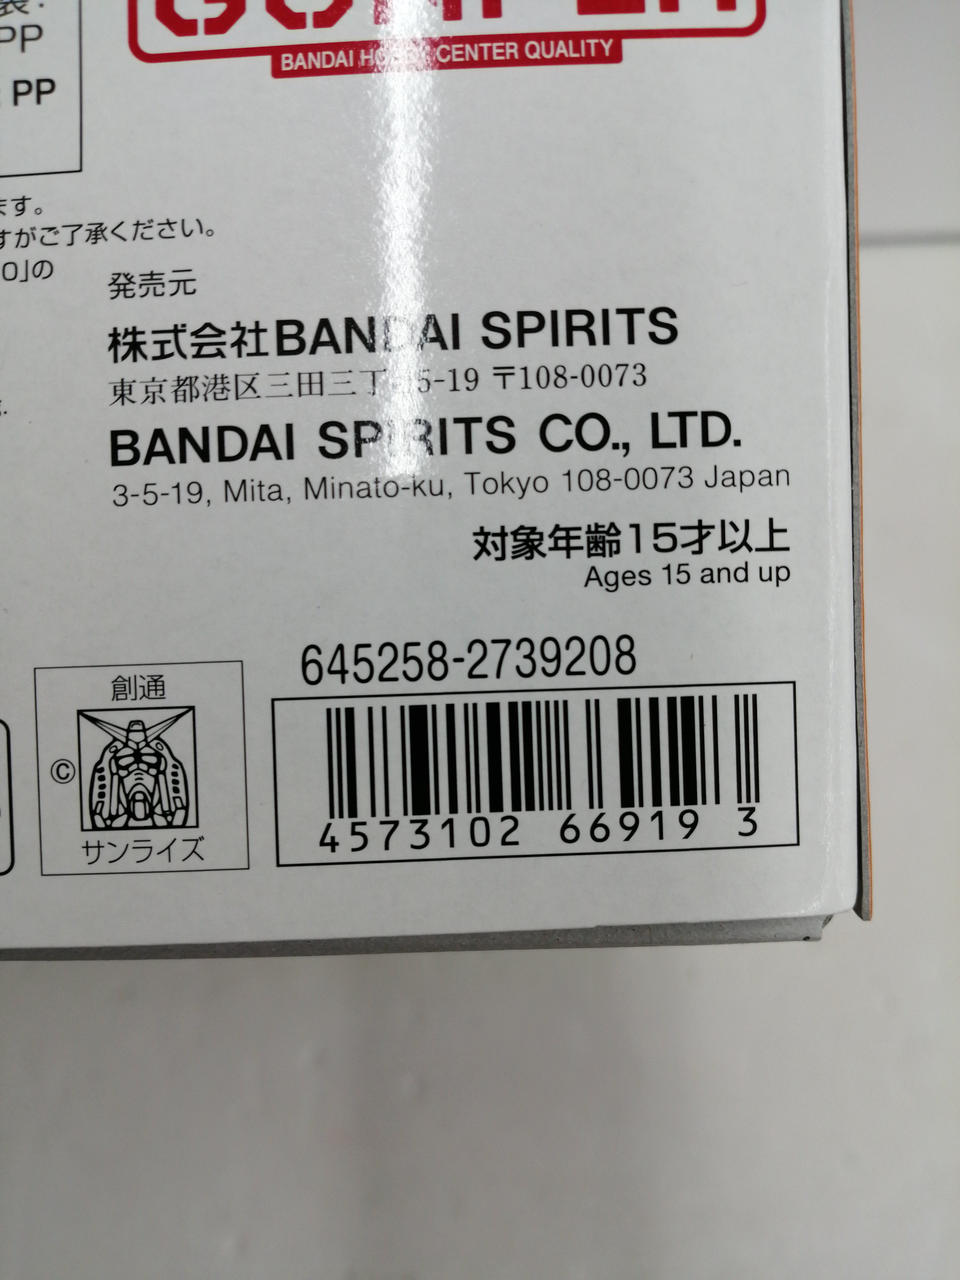 装:
PP
PP
BANDAI HOBBY CENTER QUALITY
ます。
すがご了承ください。
0」の
発売元
株式会社BANDAI SPIRITS
東京都港区三田三丁 5-19 〒108-0073
BANDAI SPIRITS CO., LTD.
3-5-19, Mita, Minato-ku, Tokyo 108-0073 Japan
対象年齢15才以上
Ages 15 and up
645258-2739208
創通
©
サンライズ
4573102 66919 3